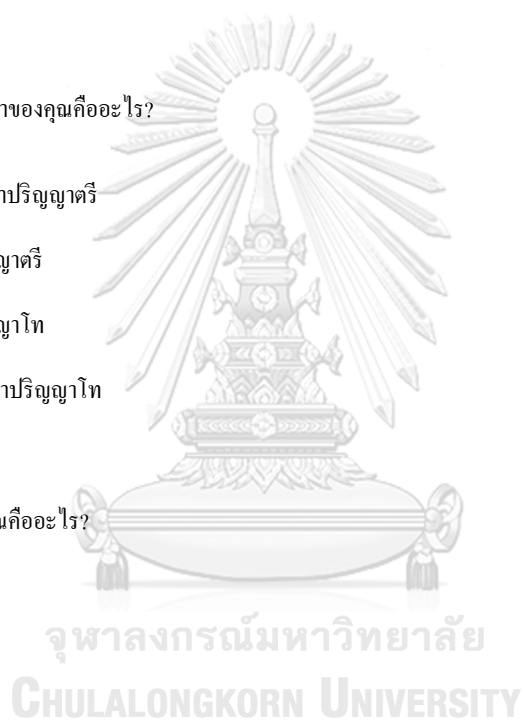 าของคุณคืออะไร?
าปริญญาตรี
ญาตรี
ญาโท
าปริญญาโท
ณคืออะไร?
จุฬาลงกรณ์มหาวิทยาลัย
CHULALONGKORN UNIVERSITY